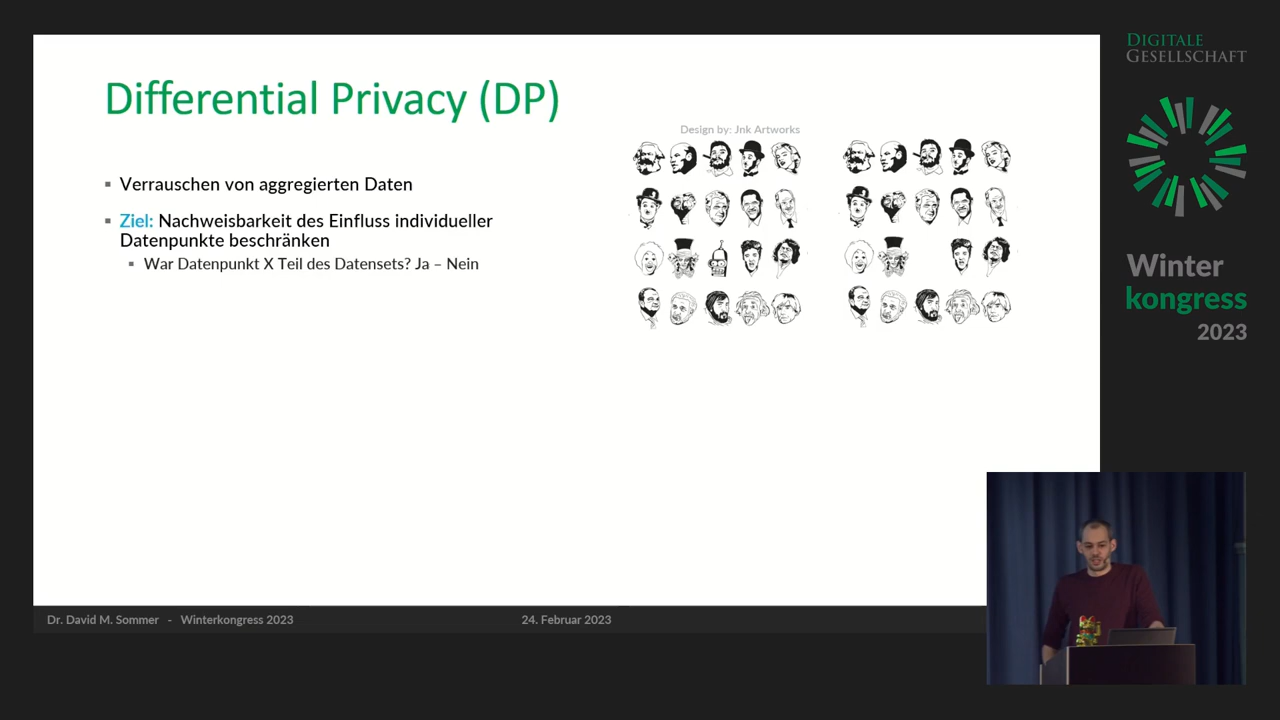 Differential Privacy (DP)
Design by: Jnk Artworks
▪ Verrauschen von aggregierten Daten
▪ Ziel: Nachweisbarkeit des Einfluss individueller
Datenpunkte beschränken
▪ War Datenpunkt X Teil des Datensets? Ja – Nein
Dr. David M. Sommer - Winterkongress 2023
24. Februar 2023
DIGITALE
GESELLSCHAFT
Winter
kongress
2023